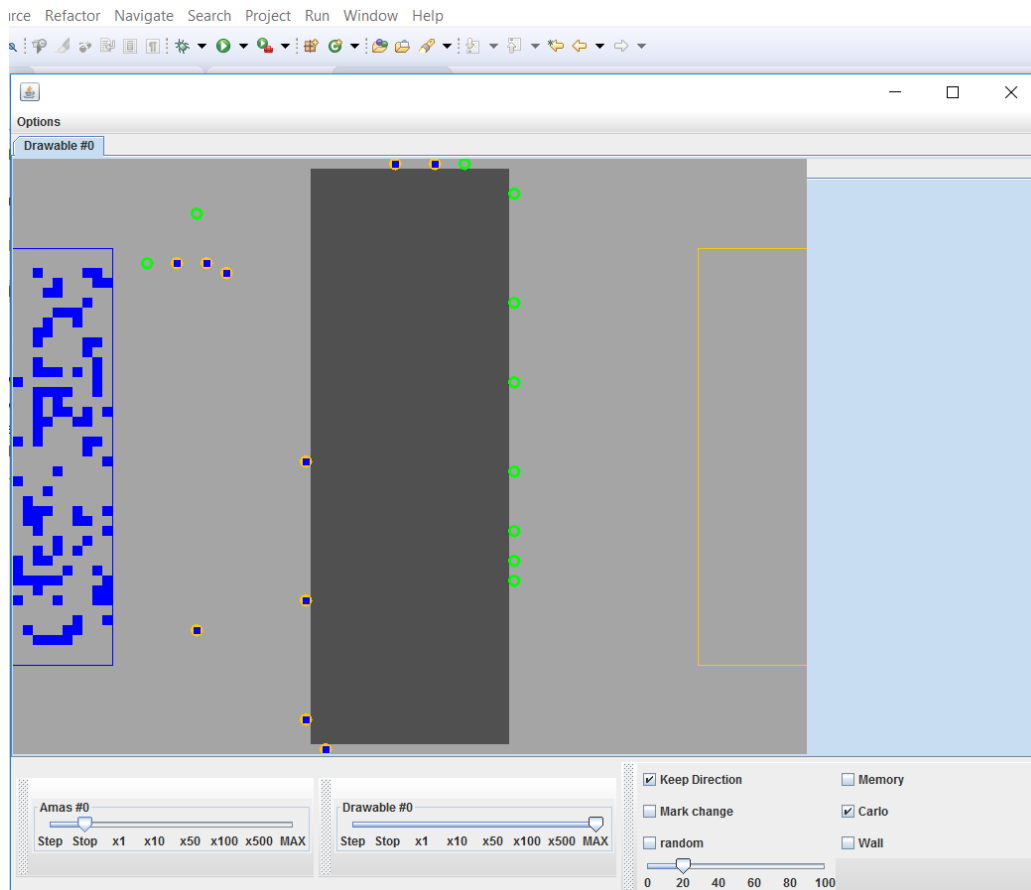 Refactor Navigate Search Project Run Window Help
Options
Drawable #0
Amas #0
Step Stop x1 x10 x50 x100 x500 MAX
Drawable #0
Step Stop x1 x10 x50 x100 x500 MAX
Keep Direction
Memory
Mark change
Carlo
random
Wall
0 20 40 60 80 100